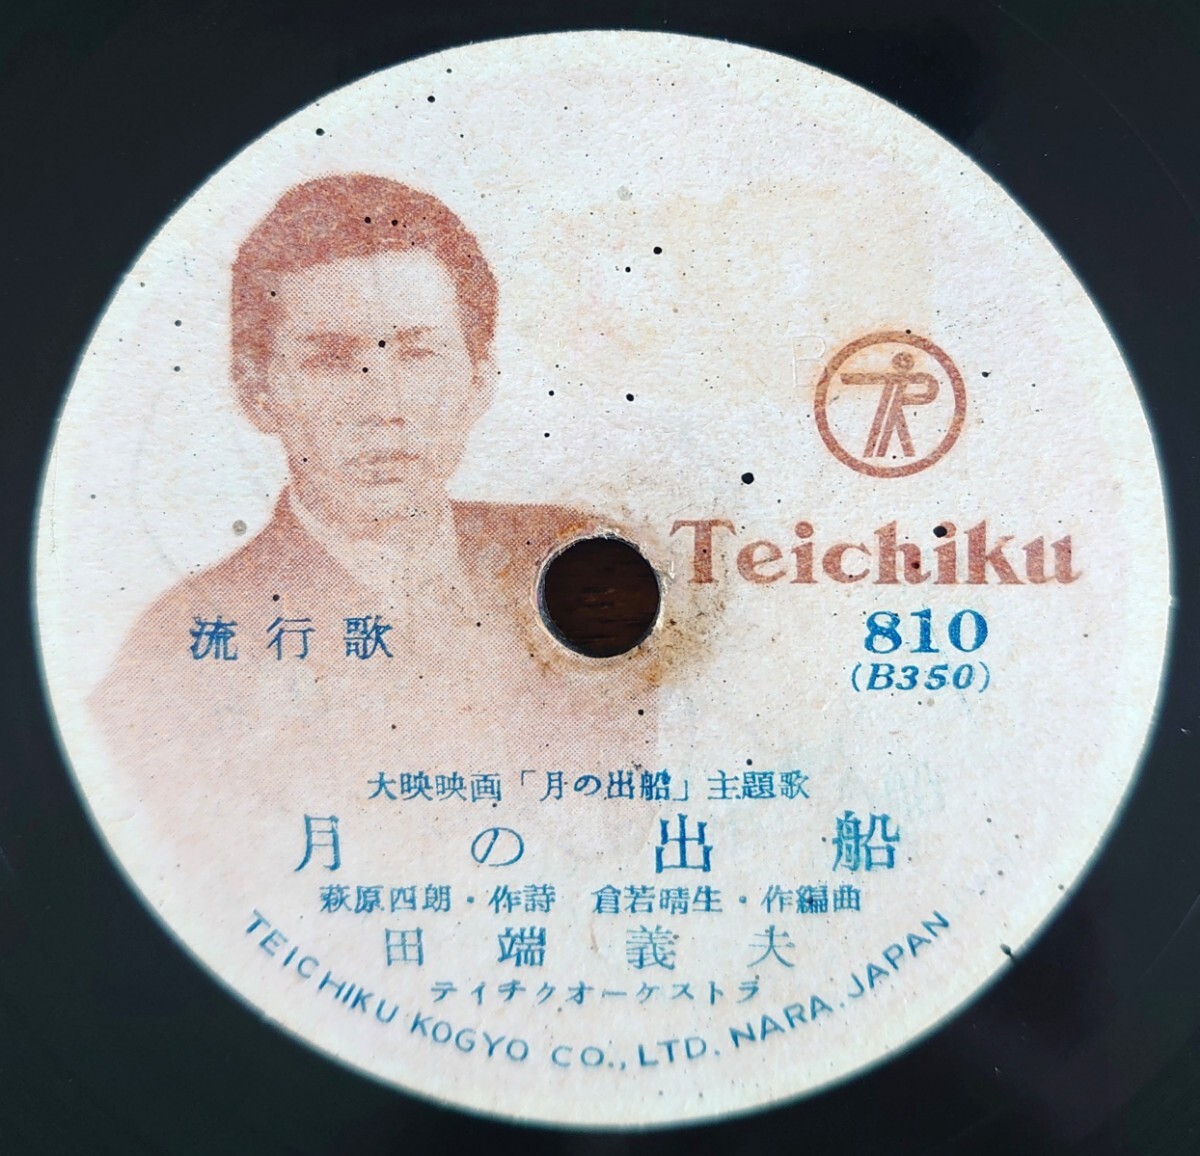 Teichiku
810
(B350)
流行歌
大映映画「月の出船」主題歌
月の出船
萩原四朗・作詩 倉若晴生・作編曲
田端義夫
テイチクオーケストラ
TEICHIKU KOGYO CO., LTD. NARA. JAPAN